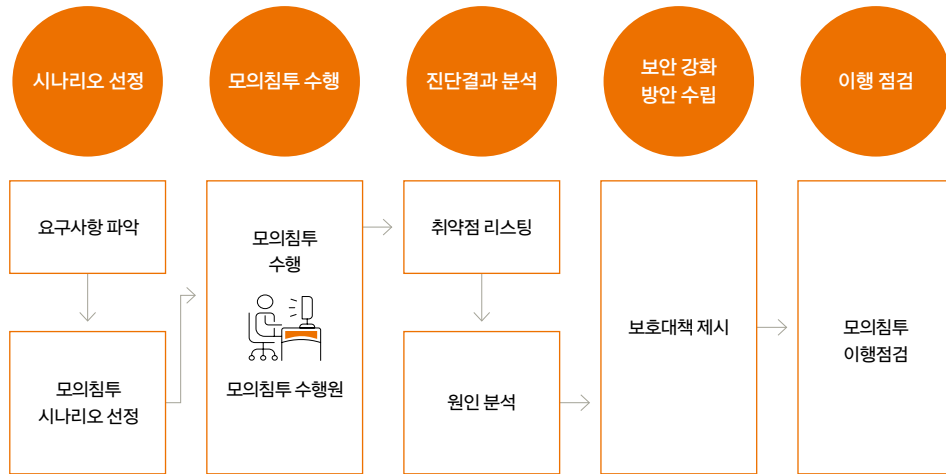 시나리오 선정
모의침투 수행
진단결과 분석
보안 강화
방안 수립
이행 점검
요구사항 파악
모의침투
시나리오 선정
모의침투
수행
모의침투 수행원
취약점 리스팅
원인 분석
보호대책 제시
모의침투
이행점검